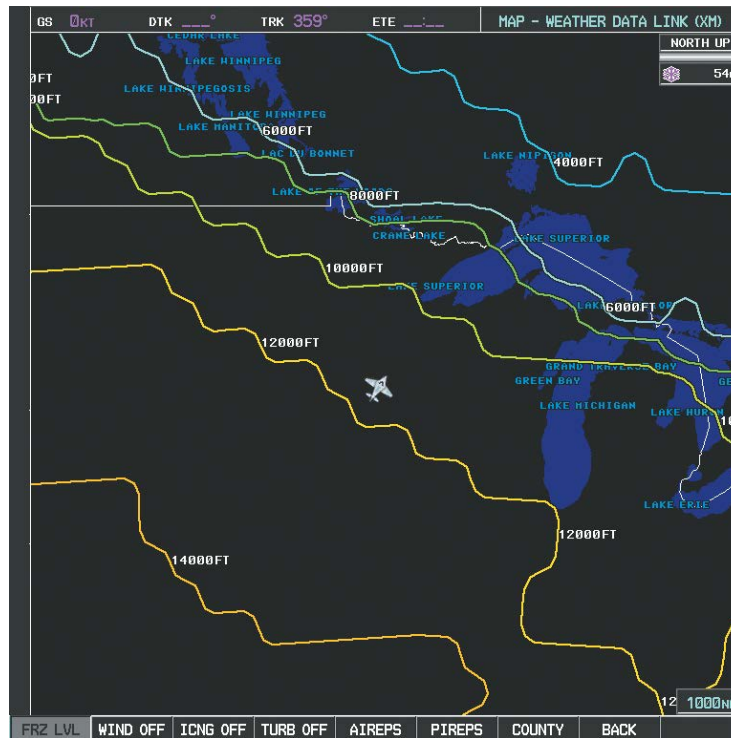 GS 0KT DTK ___° TRK 359° ETE __:__ MAP - WEATHER DATA LINK (XM)
NORTH UP
CEDAR LAKE
LAKE WINNIPEG
LAKE WINNIPEGOSIS
LAKE WINNIPEG
LAKE MANITOBA
6000FT
LAC DU BONNET
LAKE NIPIGON
4000FT
8000FT
SHOAL LAKE
CRANE LAKE
LAKE SUPERIOR
10000FT
LAKE SUPERIOR
6000FT
12000FT
GRAND TRAVERSE BAY
GREEN BAY
LAKE MICHIGAN
LAKE HURON
LAKE ERIE
12000FT
14000FT
1000NM
FRZ LVL WIND OFF ICNG OFF TURB OFF AIREPS PIREPS COUNTY BACK